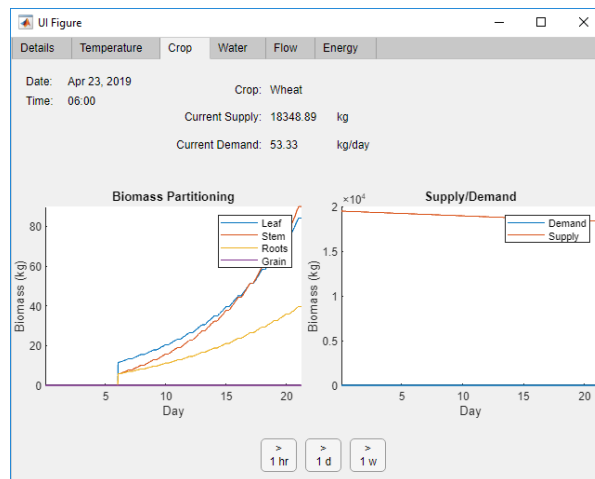 UI Figure
Details Temperature Crop Water Flow Energy
Date: Apr 23, 2019
Time: 06:00
Crop: Wheat
Current Supply: 18348.89 kg
Current Demand: 53.33 kg/day
Biomass Partitioning
Biomass (kg)
80
60
40
20
0
5 10 15 20
Day
Leaf
Stem
Roots
Grain
Supply/Demand
×10⁴
Biomass (kg)
2
1.5
1
0.5
0
5 10 15 20
Day
Demand
Supply
> > >
1 hr 1 d 1 w